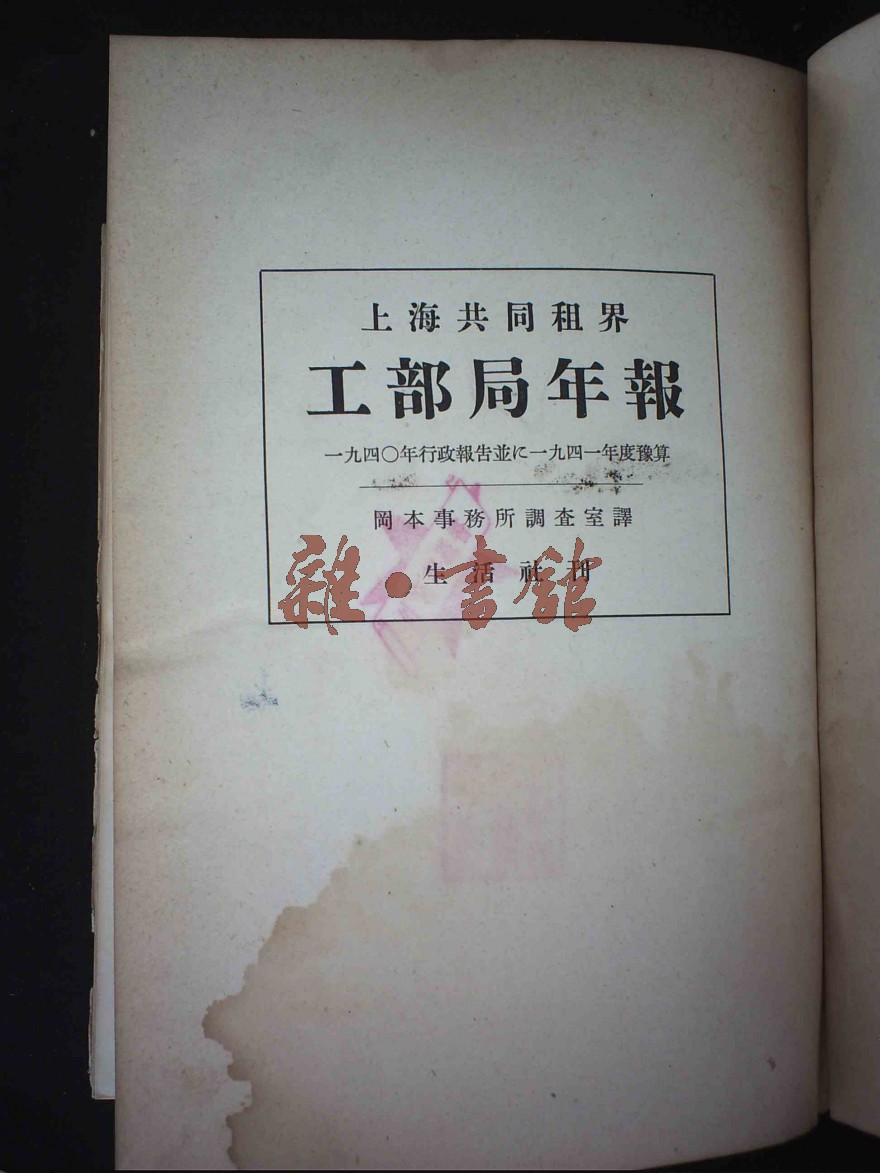 上海共同租界
工部局年報
一九四〇年行政報告並に一九四一年度豫算
岡本事務所調査室譯
生活社刊
雜·書館